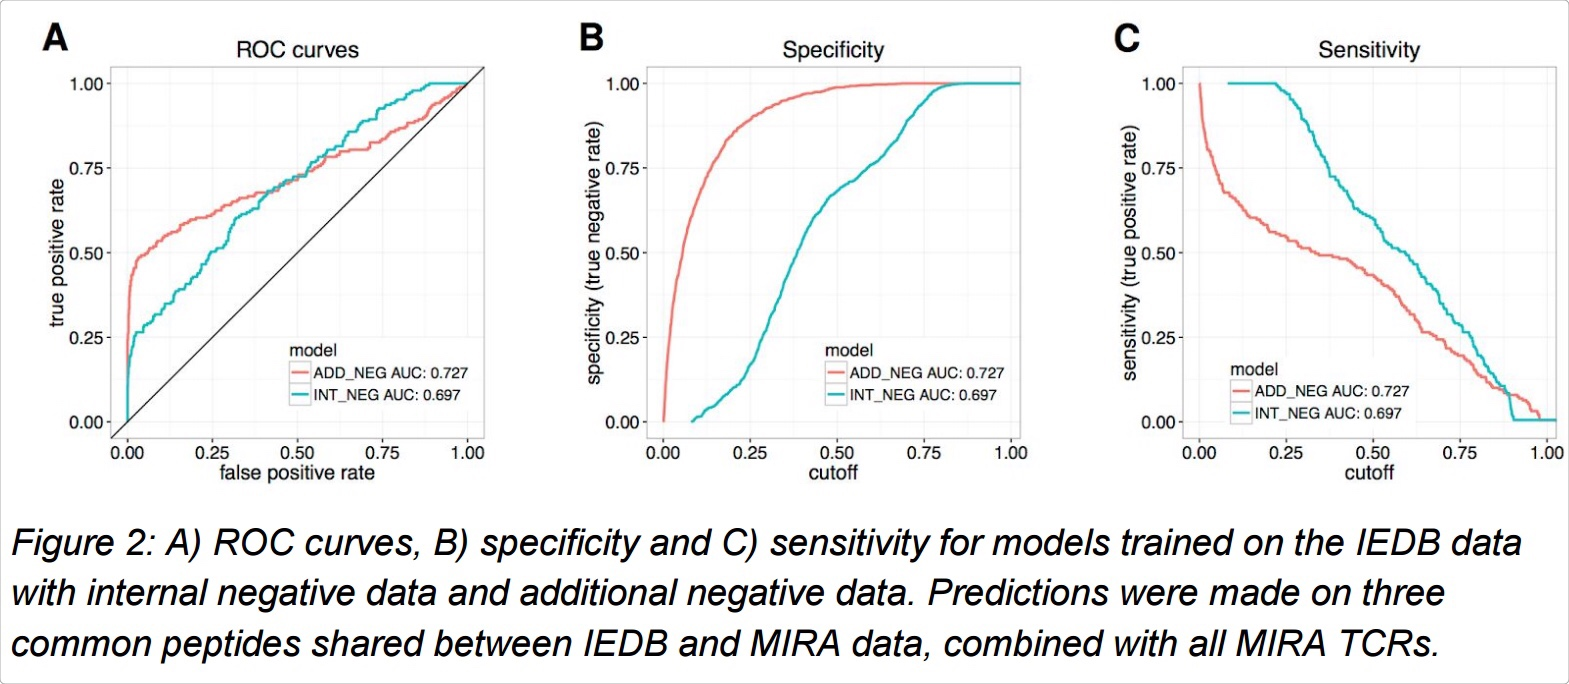 A
ROC curves
true positive rate
1.00
0.75
0.50
0.25
0.00
model
ADD_NEG AUC: 0.727
INT_NEG AUC: 0.697
0.00 0.25 0.50 0.75 1.00
false positive rate
B
Specificity
specificity (true negative rate)
1.00
0.75
0.50
0.25
0.00
model
ADD_NEG AUC: 0.727
INT_NEG AUC: 0.697
0.00 0.25 0.50 0.75 1.00
cutoff
C
Sensitivity
sensitivity (true positive rate)
1.00
0.75
0.50
0.25
0.00
model
ADD_NEG AUC: 0.727
INT_NEG AUC: 0.697
0.00 0.25 0.50 0.75 1.00
cutoff
Figure 2: A) ROC curves, B) specificity and C) sensitivity for models trained on the IEDB data
with internal negative data and additional negative data. Predictions were made on three
common peptides shared between IEDB and MIRA data, combined with all MIRA TCRs.